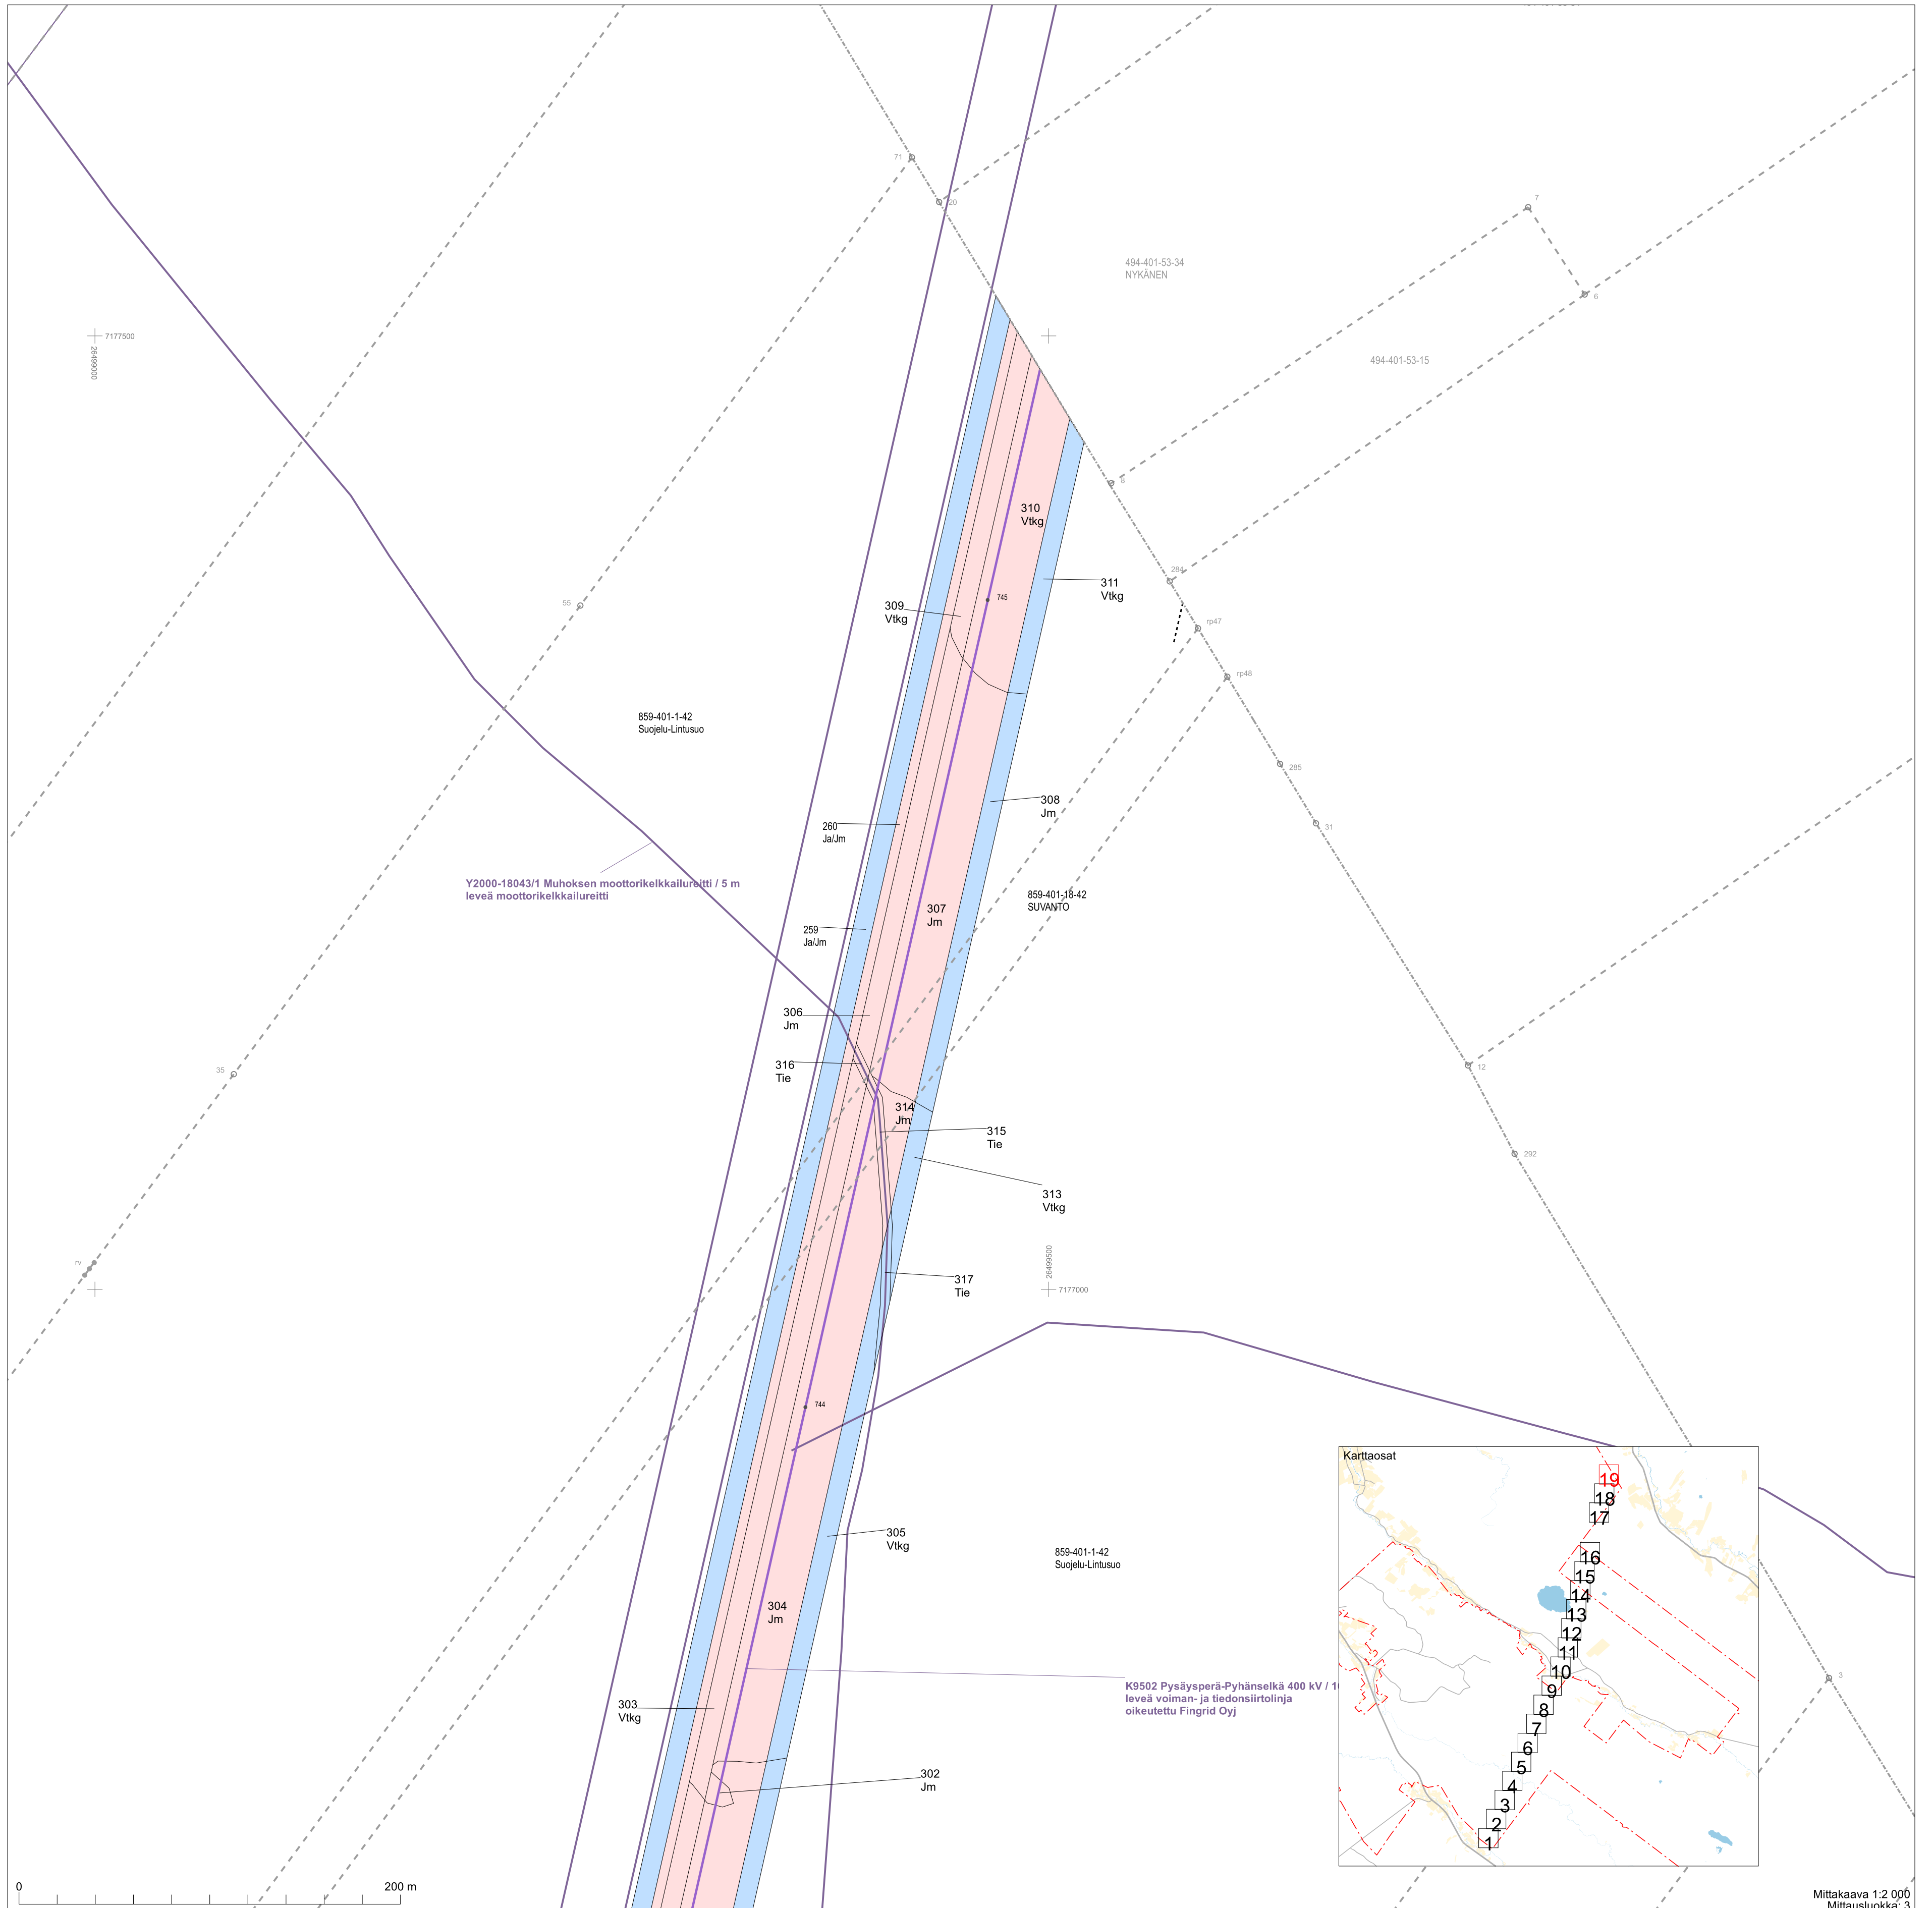 71
20
7
494-401-53-34
NYKÄNEN
6
7177500
26499000
494-401-53-15
8
310
Vtkg
284
311
Vtkg
745
309
Vtkg
55
rp47
rp48
859-401-1-42
Suojelu-Lintusuo
285
308
Jm
31
260
Ja/Jm
Y2000-18043/1 Muhoksen moottorikelkkailureitti / 5 m
leveä moottorikelkkailureitti
859-401-18-42
SUVANTO
307
Jm
259
Ja/Jm
306
Jm
316
Tie
35
12
314
Jm
315
Tie
292
313
Vtkg
rv
26499500
317
Tie
7177000
744
305
Vtkg
859-401-1-42
Suojelu-Lintusuo
304
Jm
K9502 Pysäysperä-Pyhänselkä 400 kV / 1
leveä voiman- ja tiedonsiirtolinja
oikeutettu Fingrid Oyj
3
303
Vtkg
302
Jm
Karttaosat
19
18
17
16
15
14
13
12
11
10
9
8
7
6
5
4
3
2
1
0
200 m
Mittakaava 1:2 000
Mittausluokka: 3